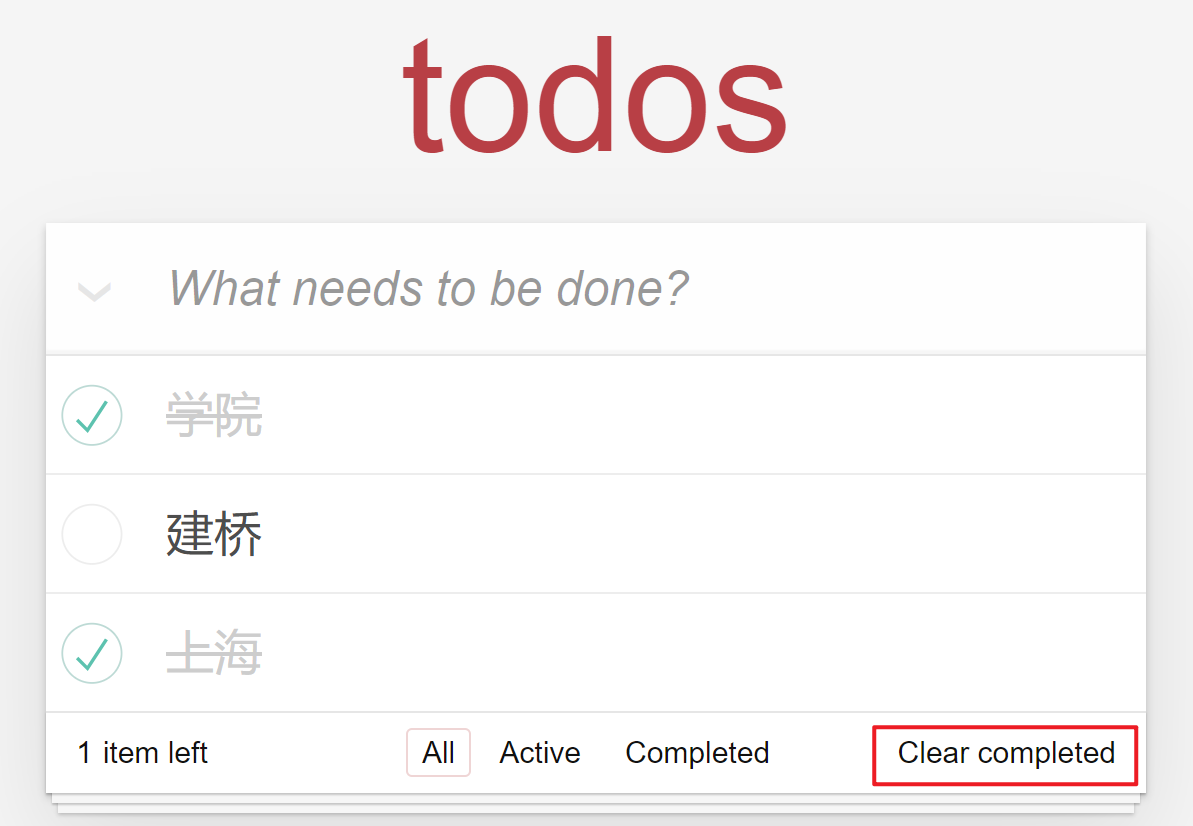 todos
What needs to be done?
学院
建桥
上海
1 item left All Active Completed Clear completed